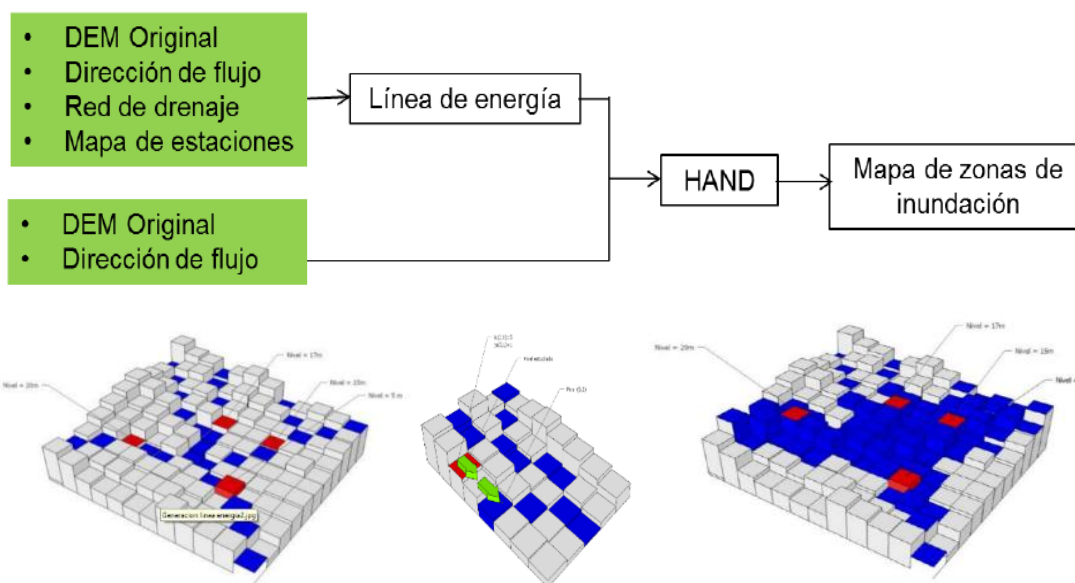 • DEM Original
• Dirección de flujo
• Red de drenaje
• Mapa de estaciones
Línea de energía
HAND
Mapa de zonas de
inundación
• DEM Original
• Dirección de flujo
Nivel = 17m
Nivel = 20m
Nivel = 5 m
Generacion linea energia2.jpg
Nivel = 17m
Nivel = 20m
Nivel = 15m
Nivel =